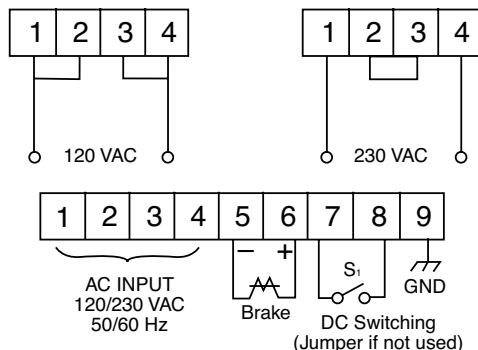 1 2 3 4
120 VAC
1 2 3 4
230 VAC
1 2 3 4 5 6 7 8 9
− +
S1
GND
AC INPUT
120/230 VAC
50/60 Hz
Brake
DC Switching
(Jumper if not used)